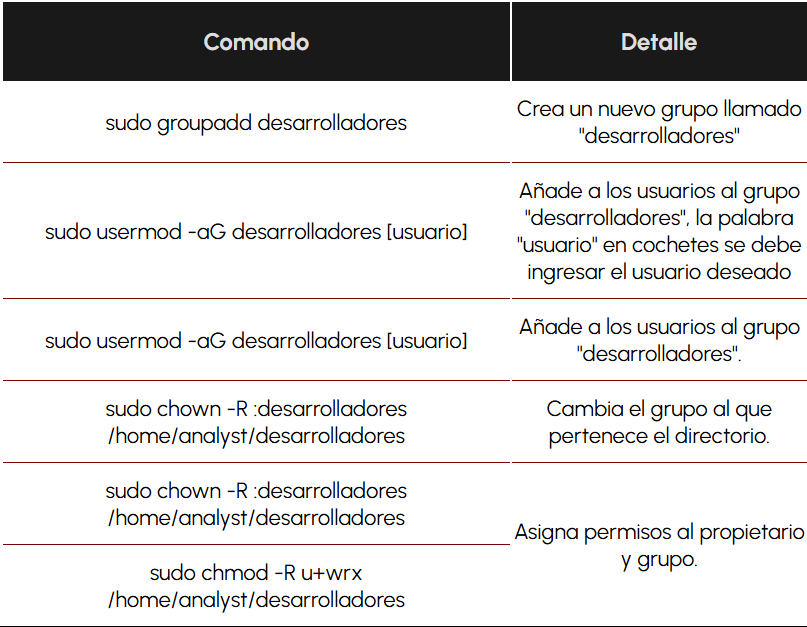 Comando
Detalle
sudo groupadd desarrolladores
Crea un nuevo grupo llamado
"desarrolladores"
sudo usermod -aG desarrolladores [usuario]
Añade a los usuarios al grupo
"desarrolladores", la palabra
"usuario" en cochetes se debe
ingresar el usuario deseado
sudo usermod -aG desarrolladores [usuario]
Añade a los usuarios al grupo
"desarrolladores".
sudo chown -R :desarrolladores
/home/analyst/desarrolladores
Cambia el grupo al que
pertenece el directorio.
sudo chown -R :desarrolladores
/home/analyst/desarrolladores
sudo chmod -R u+wrx
/home/analyst/desarrolladores
Asigna permisos al propietario
y grupo.